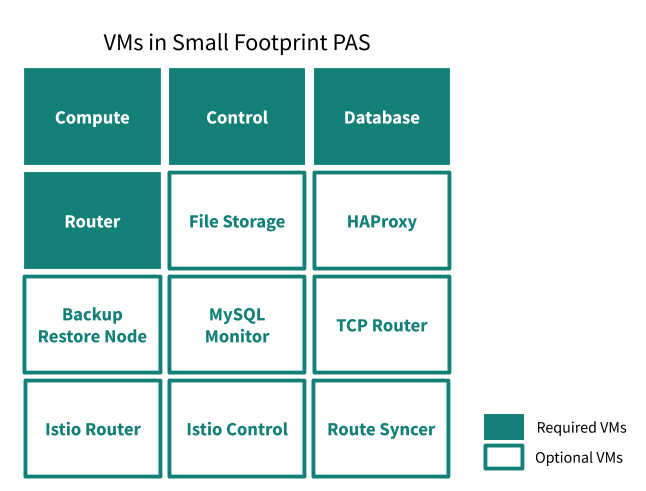 VMs in Small Footprint PAS
Compute
Control
Database
Router
File Storage
HAProxy
Backup
Restore Node
MySQL
Monitor
TCP Router
Istio Router
Istio Control
Route Syncer
Required VMs
Optional VMs